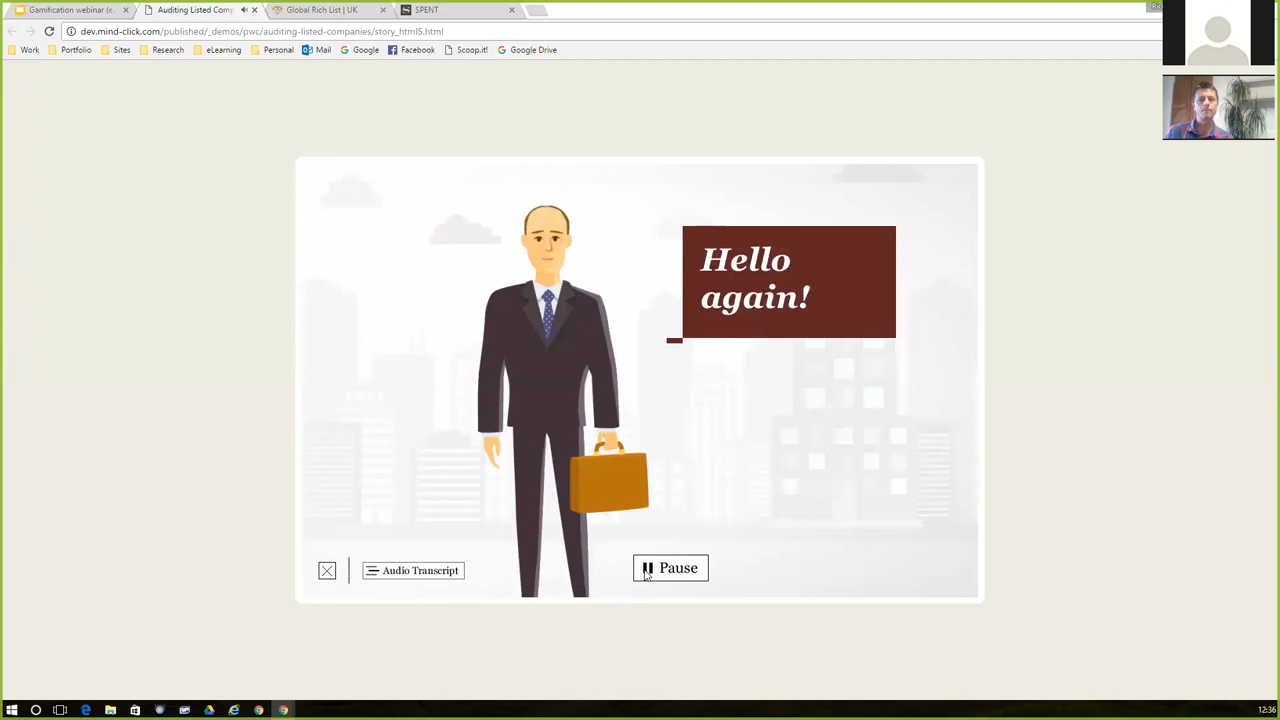 Gamification webinar (e
Auditing Listed Comp
Global Rich List | UK
SPENT
dev.mind-click.com/published/_demos/pwc/auditing-listed-companies/story_html5.html
Work
Portfolio
Sites
Research
eLearning
Personal
Mail
Google
Facebook
Scoop.it!
Google Drive
Hello
again!
Audio Transcript
Pause
12:36